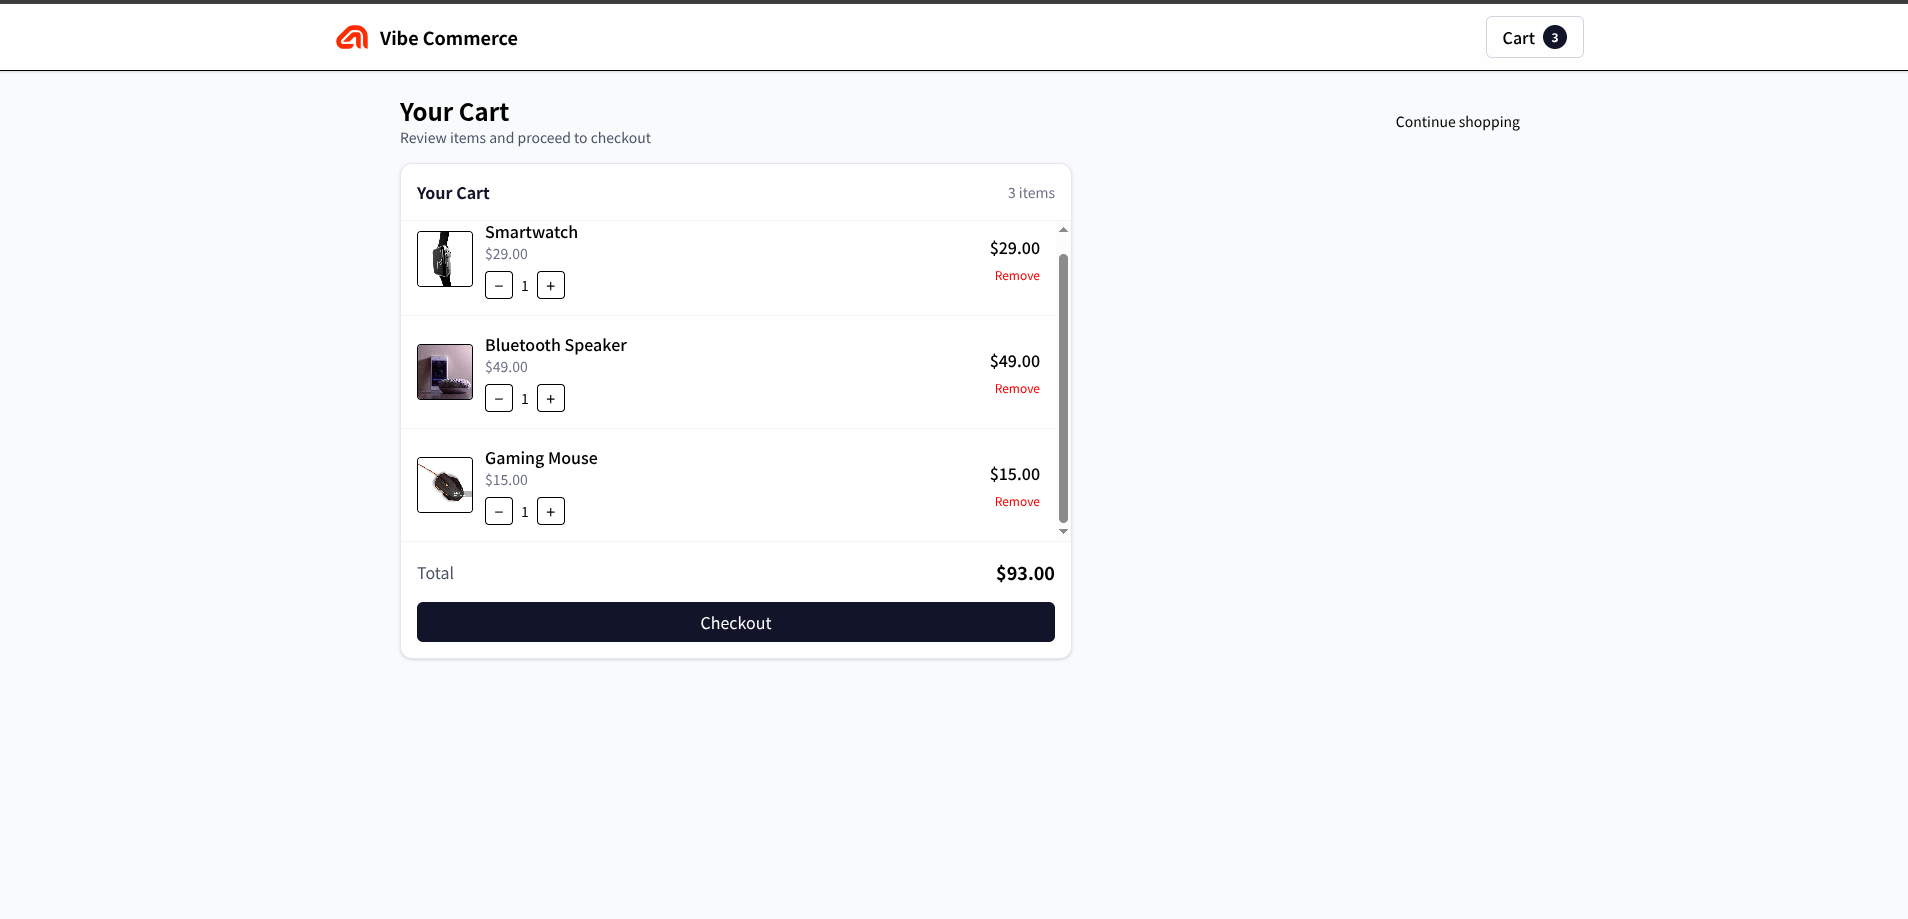 Vibe Commerce
Cart 3
Your Cart
Review items and proceed to checkout
Continue shopping
Your Cart
3 items
Smartwatch
$29.00
− 1 +
$29.00
Remove
Bluetooth Speaker
$49.00
− 1 +
$49.00
Remove
Gaming Mouse
$15.00
− 1 +
$15.00
Remove
Total
$93.00
Checkout